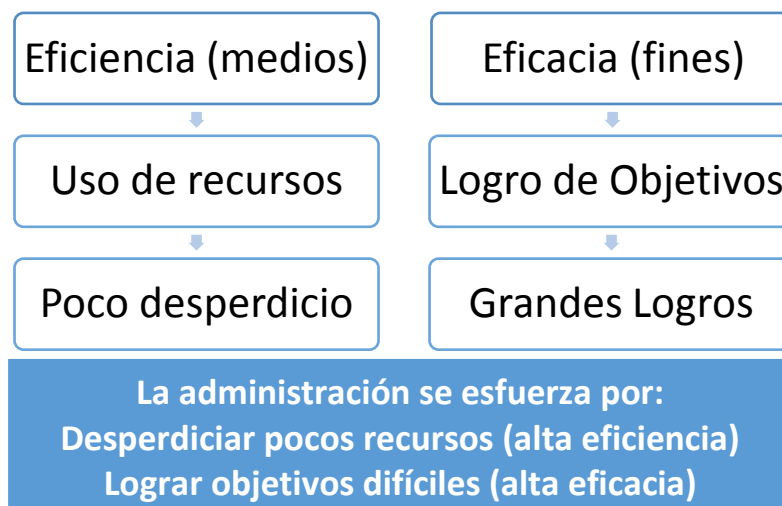 Eficiencia (medios)
Eficacia (fines)
Uso de recursos
Logro de Objetivos
Poco desperdicio
Grandes Logros
La administración se esfuerza por:
Desperdiciar pocos recursos (alta eficiencia)
Lograr objetivos difíciles (alta eficacia)